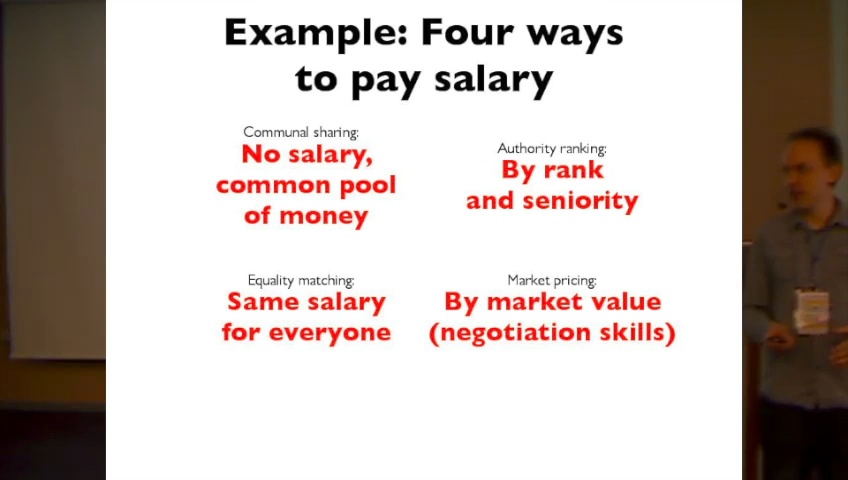 Example: Four ways
to pay salary
Communal sharing:
No salary,
common pool
of money
Authority ranking:
By rank
and seniority
Equality matching:
Same salary
for everyone
Market pricing:
By market value
(negotiation skills)